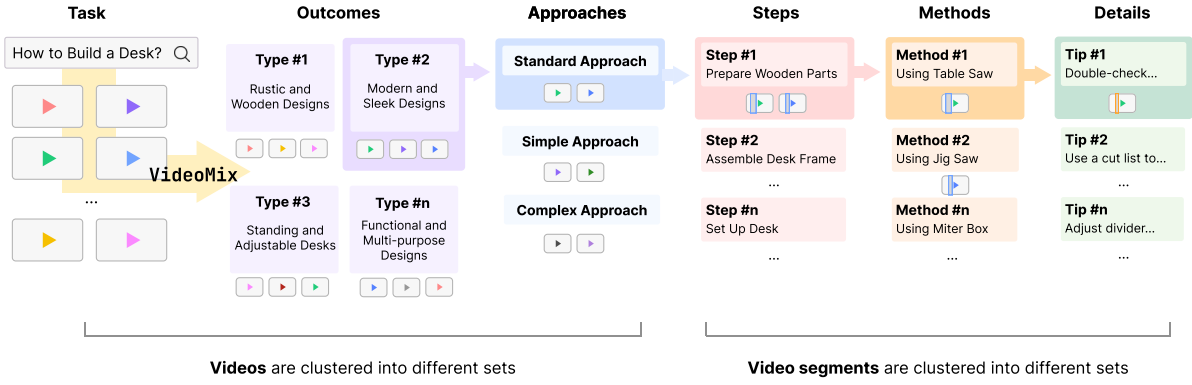 Task
Outcomes
Approaches
Steps
Methods
Details
How to Build a Desk?
...
VideoMix
Type #1
Rustic and
Wooden Designs
Type #2
Modern and
Sleek Designs
Type #3
Standing and
Adjustable Desks
Type #n
Functional and
Multi-purpose
Designs
Standard Approach
Simple Approach
Complex Approach
Step #1
Prepare Wooden Parts
Step #2
Assemble Desk Frame
...
Step #n
Set Up Desk
...
Method #1
Using Table Saw
Method #2
Using Jig Saw
Method #n
Using Miter Box
...
Tip #1
Double-check...
Tip #2
Use a cut list to...
...
Tip #n
Adjust divider...
...
Videos are clustered into different sets
Video segments are clustered into different sets